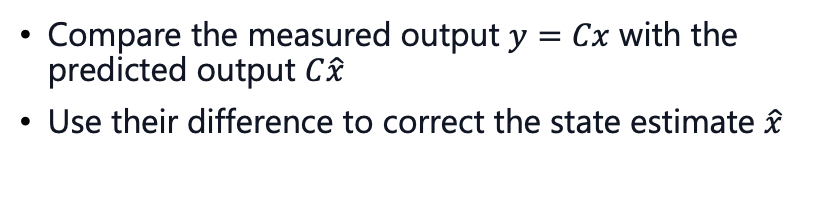 • Compare the measured output y = Cx with the
predicted output Cx̂
• Use their difference to correct the state estimate x̂